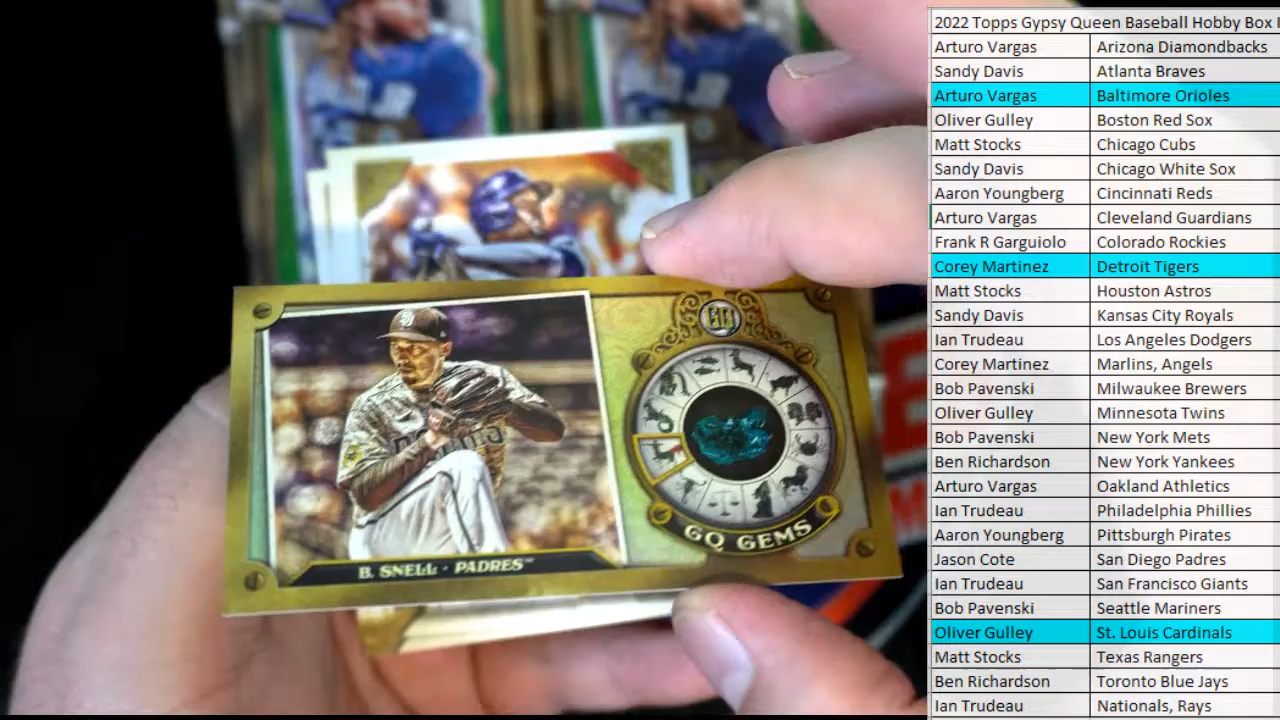 2022 Topps Gypsy Queen Baseball Hobby Box
Arturo Vargas Arizona Diamondbacks
Sandy Davis Atlanta Braves
Arturo Vargas Baltimore Orioles
Oliver Gulley Boston Red Sox
Matt Stocks Chicago Cubs
Sandy Davis Chicago White Sox
Aaron Youngberg Cincinnati Reds
Arturo Vargas Cleveland Guardians
Frank R Garguiolo Colorado Rockies
Corey Martinez Detroit Tigers
Matt Stocks Houston Astros
Sandy Davis Kansas City Royals
Ian Trudeau Los Angeles Dodgers
Corey Martinez Marlins, Angels
Bob Pavenski Milwaukee Brewers
Oliver Gulley Minnesota Twins
Bob Pavenski New York Mets
Ben Richardson New York Yankees
Arturo Vargas Oakland Athletics
Ian Trudeau Philadelphia Phillies
Aaron Youngberg Pittsburgh Pirates
Jason Cote San Diego Padres
Ian Trudeau San Francisco Giants
Bob Pavenski Seattle Mariners
Oliver Gulley St. Louis Cardinals
Matt Stocks Texas Rangers
Ben Richardson Toronto Blue Jays
Ian Trudeau Nationals, Rays
GQ
GQ GEMS
B. SNELL · PADRES™